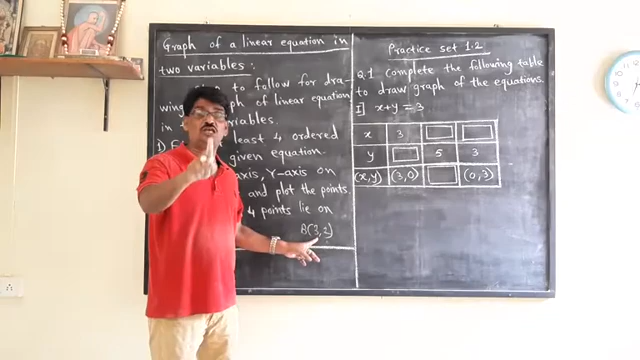 Graph of a linear equation in
two variables:
to follow for dra-
wing graph of linear equation
in variables.
1) least 4 ordered
given equation.
axis, Y-axis on
and plot the points
4 points lie on
B(3,2)
Practice set 1.2
Q.1 Complete the following table
to draw graph of the equations.
I] x+y = 3
x 3
y 5 3
(x,y) (3,0) (0,3)